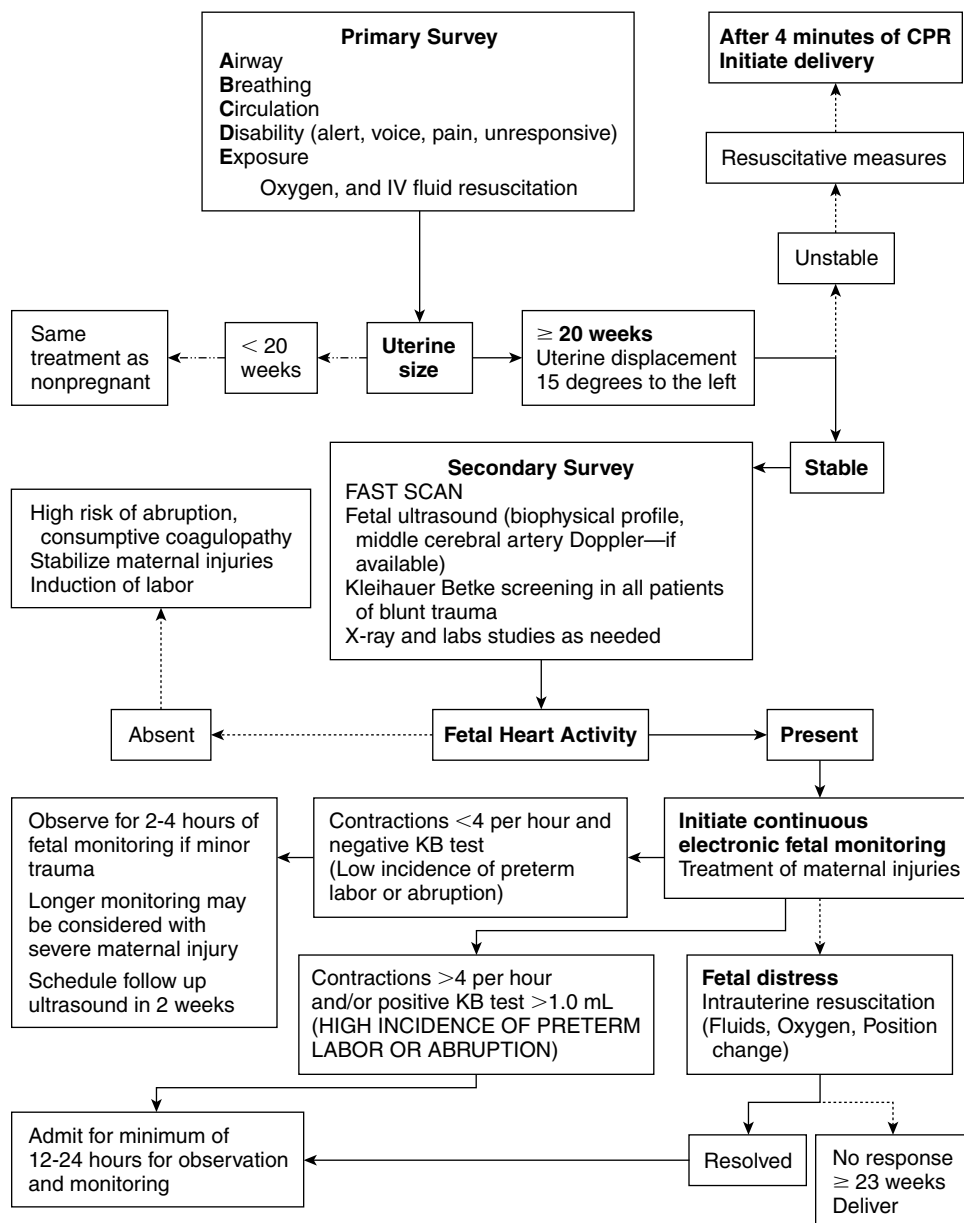 Primary Survey
Airway
Breathing
Circulation
Disability (alert, voice, pain, unresponsive)
Exposure
Oxygen, and IV fluid resuscitation
After 4 minutes of CPR
Initiate delivery
Resuscitative measures
Unstable
Same
treatment as
nonpregnant
< 20
weeks
Uterine
size
≥ 20 weeks
Uterine displacement
15 degrees to the left
Stable
Secondary Survey
FAST SCAN
Fetal ultrasound (biophysical profile,
middle cerebral artery Doppler—if
available)
Kleihauer Betke screening in all patients
of blunt trauma
X-ray and labs studies as needed
High risk of abruption,
consumptive coagulopathy
Stabilize maternal injuries
Induction of labor
Absent
Fetal Heart Activity
Present
Observe for 2-4 hours of
fetal monitoring if minor
trauma
Longer monitoring may
be considered with
severe maternal injury
Schedule follow up
ultrasound in 2 weeks
Contractions <4 per hour and
negative KB test
(Low incidence of preterm
labor or abruption)
Initiate continuous
electronic fetal monitoring
Treatment of maternal injuries
Contractions >4 per hour
and/or positive KB test >1.0 mL
(HIGH INCIDENCE OF PRETERM
LABOR OR ABRUPTION)
Fetal distress
Intrauterine resuscitation
(Fluids, Oxygen, Position
change)
Admit for minimum of
12-24 hours for observation
and monitoring
Resolved
No response
≥ 23 weeks
Deliver